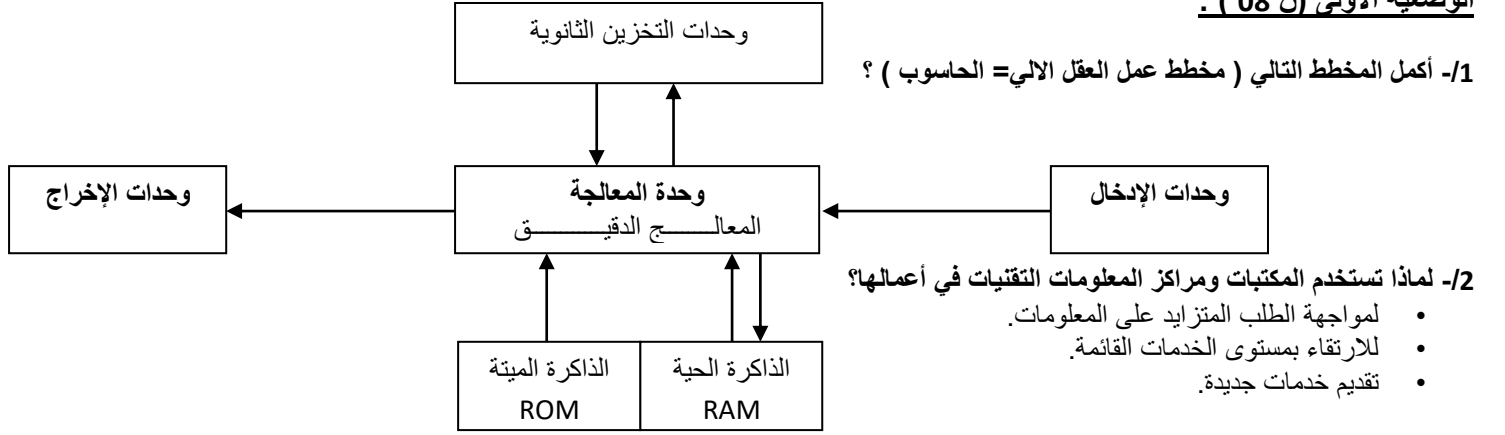 الوضعية الأولى (ن 08 ) :
وحدات التخزين الثانوية
1/- أكمل المخطط التالي ( مخطط عمل العقل الالي= الحاسوب ) ؟
وحدات الإدخال
وحدة المعالجة
المعالـــــــج الدقيـــــــــــق
وحدات الإخراج
2/- لماذا تستخدم المكتبات ومراكز المعلومات التقنيات في أعمالها؟
• لمواجهة الطلب المتزايد على المعلومات.
• للارتقاء بمستوى الخدمات القائمة.
• تقديم خدمات جديدة.
الذاكرة الحية
RAM
الذاكرة الميتة
ROM